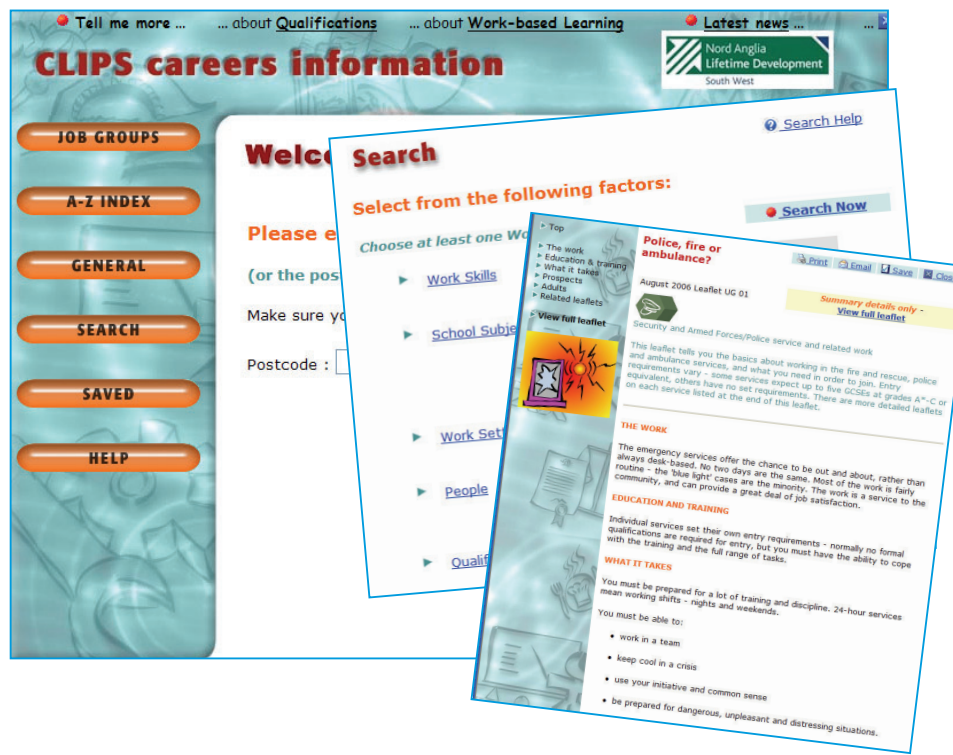 Tell me more ... ... about Qualifications ... about Work-based Learning Latest news ... ...
CLIPS careers information
Nord Anglia
Lifetime Development
South West
JOB GROUPS
A-Z INDEX
GENERAL
SEARCH
SAVED
HELP
Please
(or the
Make sure
Postcode :
Search Help
Search
Select from the following factors:
Search Now
Choose at least one
Work Skills
School
Work
People
Top
The work
Education & training
What it takes
Prospects
Adults
Related leaflets
View full leaflet
Police, fire or
ambulance?
Print Email Save
August 2006 Leaflet UG 01
Summary details only -
View full leaflet
Security and Armed Forces/Police service and related work
This leaflet tells you the basics about working in the fire and rescue, police
and ambulance services, and what you need in order to join. Entry
requirements vary - some services expect up to five GCSEs at grades A*-C or
equivalent, others have no set requirements. There are more detailed leaflets
on each service listed at the end of this leaflet.
THE WORK
The emergency services offer the chance to be out and about, rather than
always desk-based. No two days are the same. Most of the work is fairly
routine - the 'blue light' cases are the minority. The work is a service to the
community, and can provide a great deal of job satisfaction.
EDUCATION AND TRAINING
Individual services set their own entry requirements - normally no formal
qualifications are required for entry, but you must have the ability to cope
with the training and the full range of tasks.
WHAT IT TAKES
You must be prepared for a lot of training and discipline. 24-hour services
mean working shifts - nights and weekends.
You must be able to:
• work in a team
• keep cool in a crisis
• use your initiative and common sense
• be prepared for dangerous, unpleasant and distressing situations.